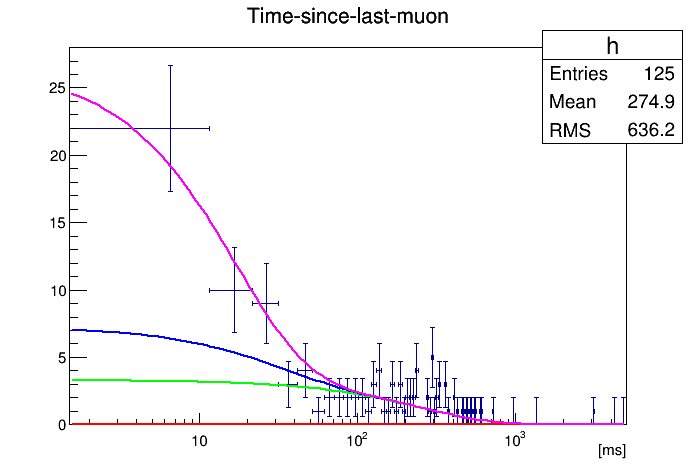 Time-since-last-muon
h
Entries 125
Mean 274.9
RMS 636.2
25
20
15
10
5
0
10 10² 10³
[ms]